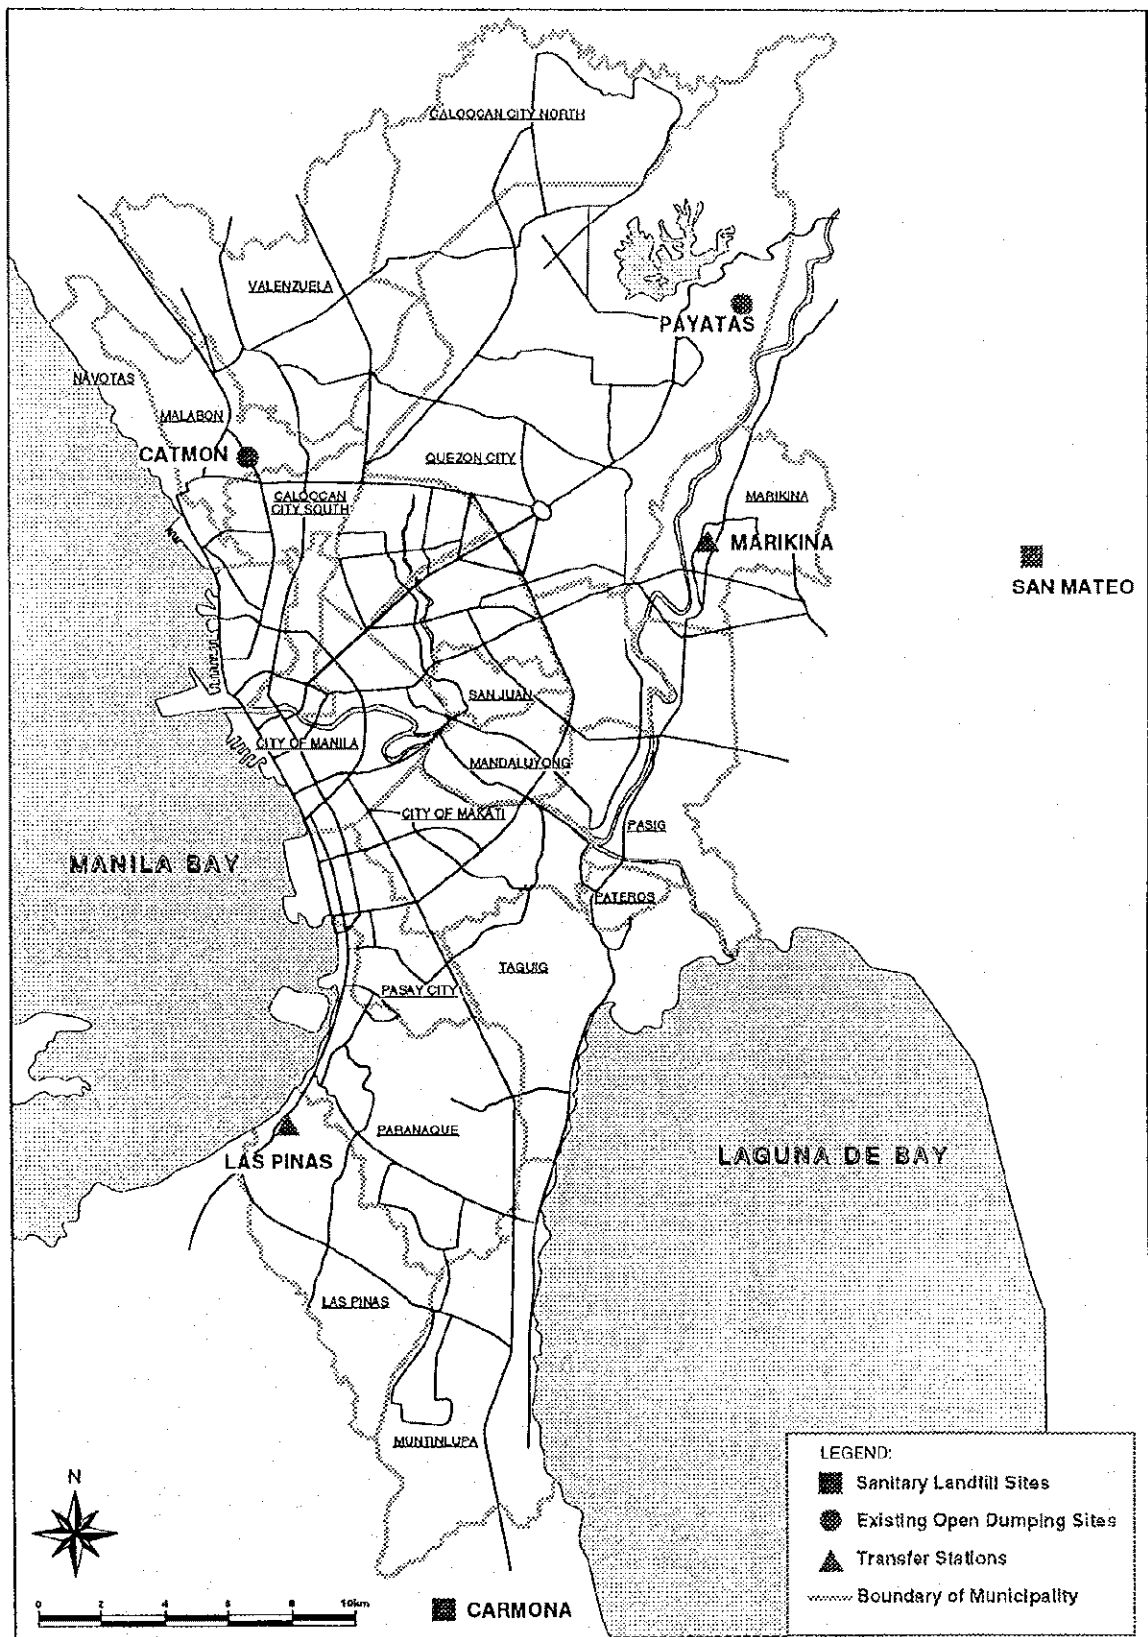 CALOOCAN CITY NORTH
VALENZUELA
PAYATAS
NAVOTAS
MALABON
CATMON
QUEZON CITY
CALOOCAN
CITY SOUTH
MARIKINA
MARIKINA
SAN MATEO
SAN JUAN
CITY OF MANILA
MANDALUYONG
CITY OF MAKATI
PASIG
MANILA BAY
PATEROS
TAGUIG
PASAY CITY
PARANAQUE
LAS PINAS
LAGUNA DE BAY
LAS PINAS
MUNTINLUPA
LEGEND:
Sanitary Landfill Sites
Existing Open Dumping Sites
Transfer Stations
Boundary of Municipality
N
0 2 4 6 8 10km
CARMONA